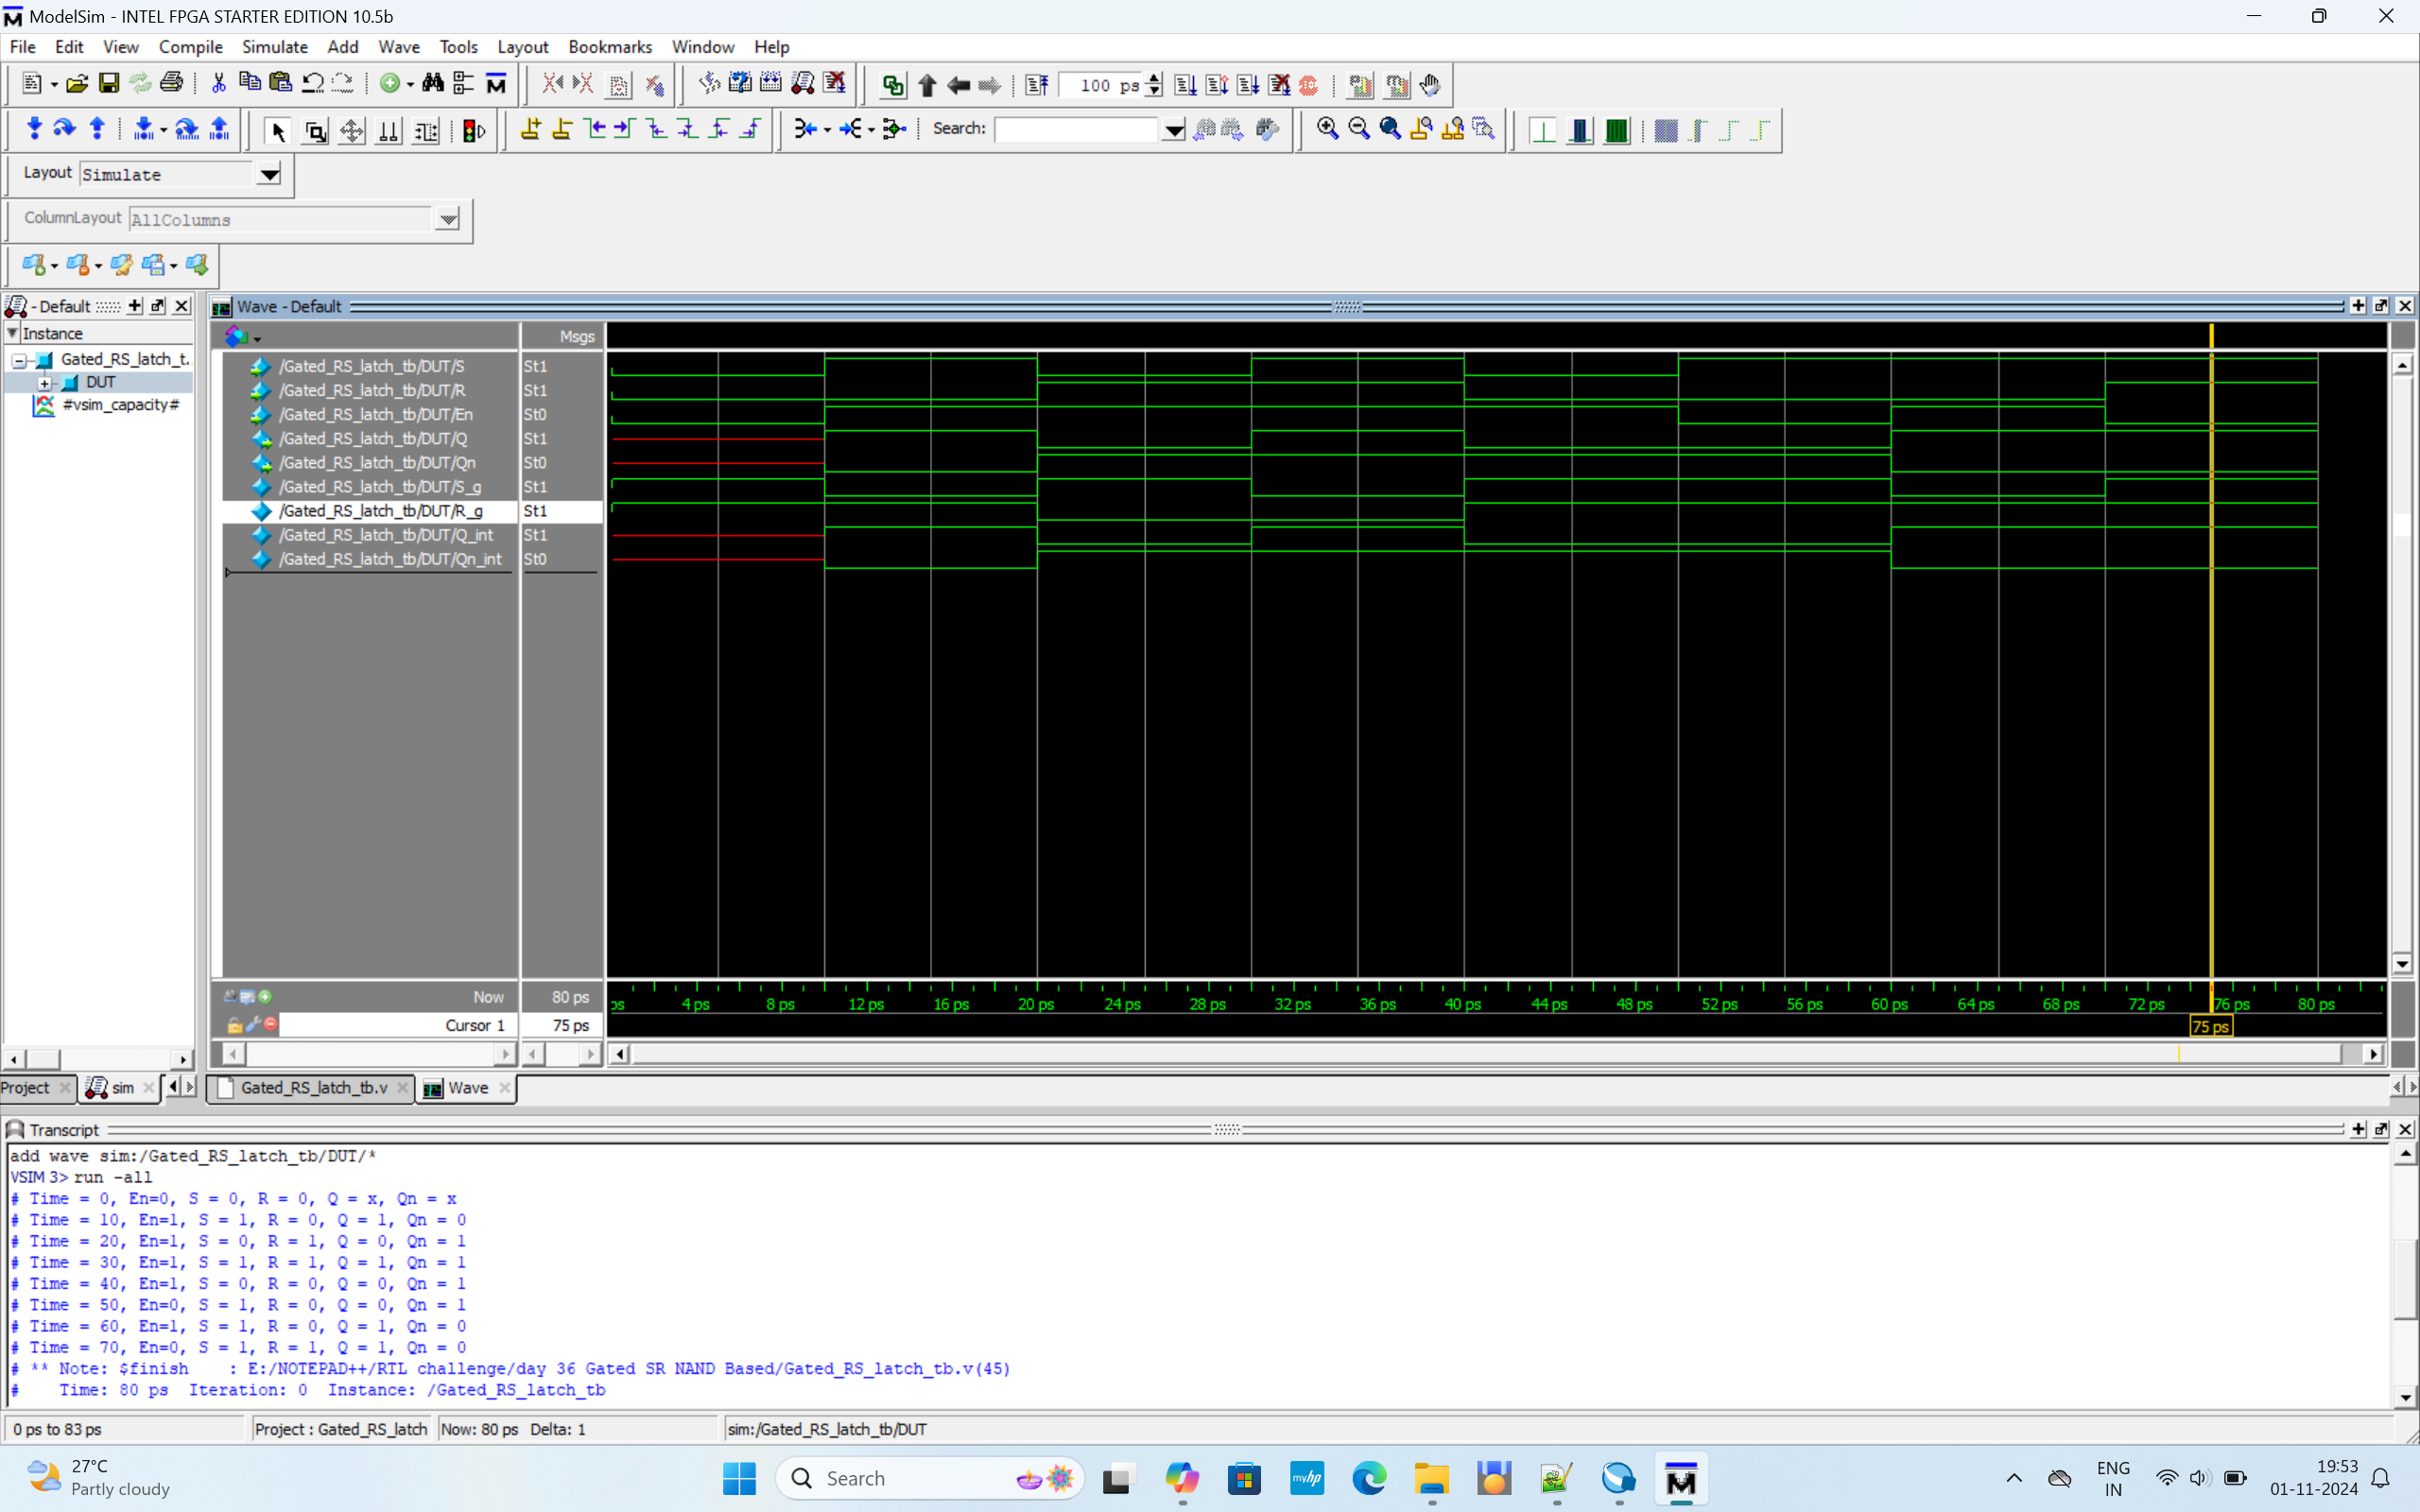 ModelSim - INTEL FPGA STARTER EDITION 10.5b
File Edit View Compile Simulate Add Wave Tools Layout Bookmarks Window Help
100 ps
Search:
Layout Simulate
ColumnLayout AllColumns
- Default
Wave - Default
Instance
Msgs
Gated_RS_latch_t.
DUT
#vsim_capacity#
/Gated_RS_latch_tb/DUT/S St1
/Gated_RS_latch_tb/DUT/R St1
/Gated_RS_latch_tb/DUT/En St0
/Gated_RS_latch_tb/DUT/Q St1
/Gated_RS_latch_tb/DUT/Qn St0
/Gated_RS_latch_tb/DUT/S_g St1
/Gated_RS_latch_tb/DUT/R_g St1
/Gated_RS_latch_tb/DUT/Q_int St1
/Gated_RS_latch_tb/DUT/Qn_int St0
Now 80 ps
ps 4 ps 8 ps 12 ps 16 ps 20 ps 24 ps 28 ps 32 ps 36 ps 40 ps 44 ps 48 ps 52 ps 56 ps 60 ps 64 ps 68 ps 72 ps 76 ps 80 ps
Cursor 1 75 ps
75 ps
Project sim Gated_RS_latch_tb.v Wave
Transcript
add wave sim:/Gated_RS_latch_tb/DUT/*
VSIM 3> run -all
# Time = 0, En=0, S = 0, R = 0, Q = x, Qn = x
# Time = 10, En=1, S = 1, R = 0, Q = 1, Qn = 0
# Time = 20, En=1, S = 0, R = 1, Q = 0, Qn = 1
# Time = 30, En=1, S = 1, R = 1, Q = 1, Qn = 1
# Time = 40, En=1, S = 0, R = 0, Q = 0, Qn = 1
# Time = 50, En=0, S = 1, R = 0, Q = 0, Qn = 1
# Time = 60, En=1, S = 1, R = 0, Q = 1, Qn = 0
# Time = 70, En=0, S = 1, R = 1, Q = 1, Qn = 0
# ** Note: $finish : E:/NOTEPAD++/RTL challenge/day 36 Gated SR NAND Based/Gated_RS_latch_tb.v(45)
# Time: 80 ps Iteration: 0 Instance: /Gated_RS_latch_tb
0 ps to 83 ps Project : Gated_RS_latch Now: 80 ps Delta: 1 sim:/Gated_RS_latch_tb/DUT
27°C
Partly cloudy
Search
myhp
ENG
IN
19:53
01-11-2024